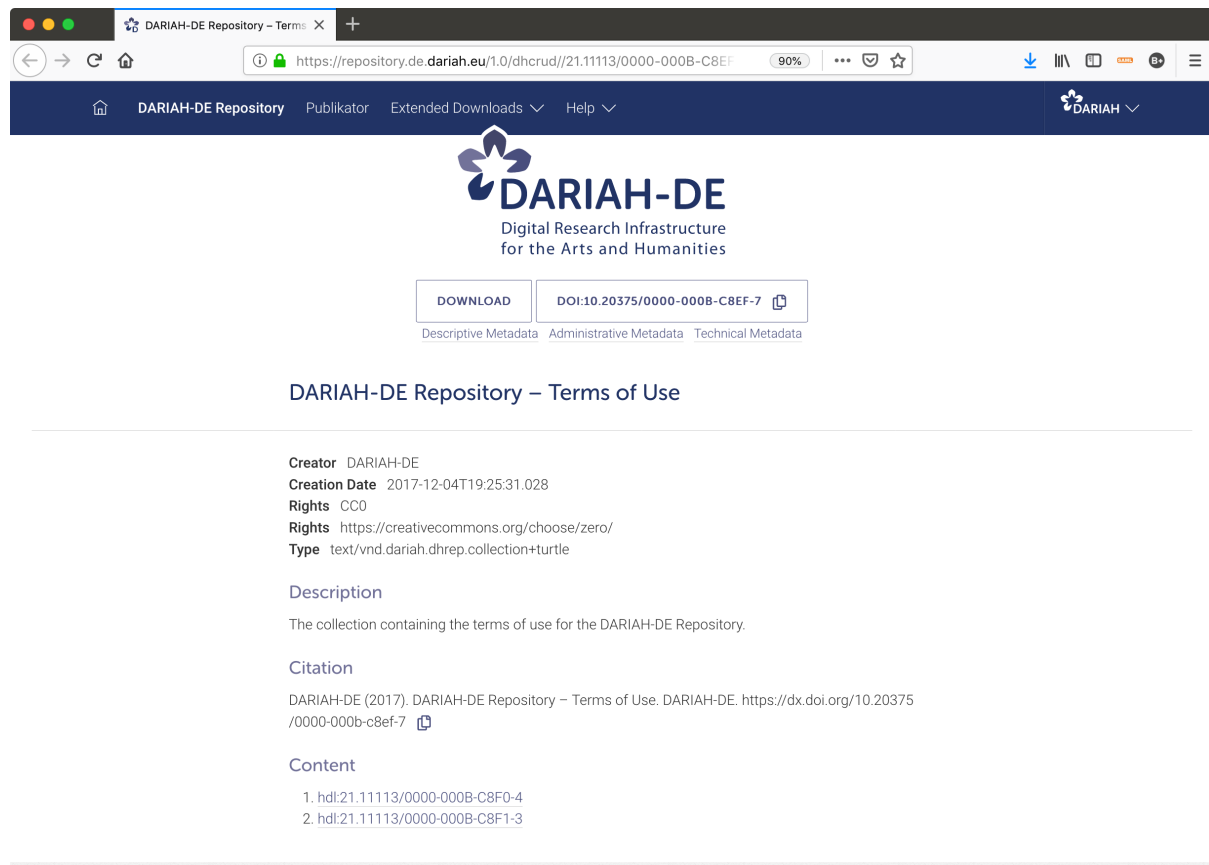 DARIAH-DE Repository – Terms
https://repository.de.dariah.eu/1.0/dhcrud//21.11113/0000-000B-C8EF
90%
DARIAH-DE Repository Publikator Extended Downloads Help DARIAH
DARIAH-DE
Digital Research Infrastructure
for the Arts and Humanities
DOWNLOAD DOI:10.20375/0000-000B-C8EF-7
Descriptive Metadata Administrative Metadata Technical Metadata
DARIAH-DE Repository – Terms of Use
Creator DARIAH-DE
Creation Date 2017-12-04T19:25:31.028
Rights CC0
Rights https://creativecommons.org/choose/zero/
Type text/vnd.dariah.dhrep.collection+turtle
Description
The collection containing the terms of use for the DARIAH-DE Repository.
Citation
DARIAH-DE (2017). DARIAH-DE Repository – Terms of Use. DARIAH-DE. https://dx.doi.org/10.20375
/0000-000b-c8ef-7
Content
1. hdl:21.11113/0000-000B-C8F0-4
2. hdl:21.11113/0000-000B-C8F1-3